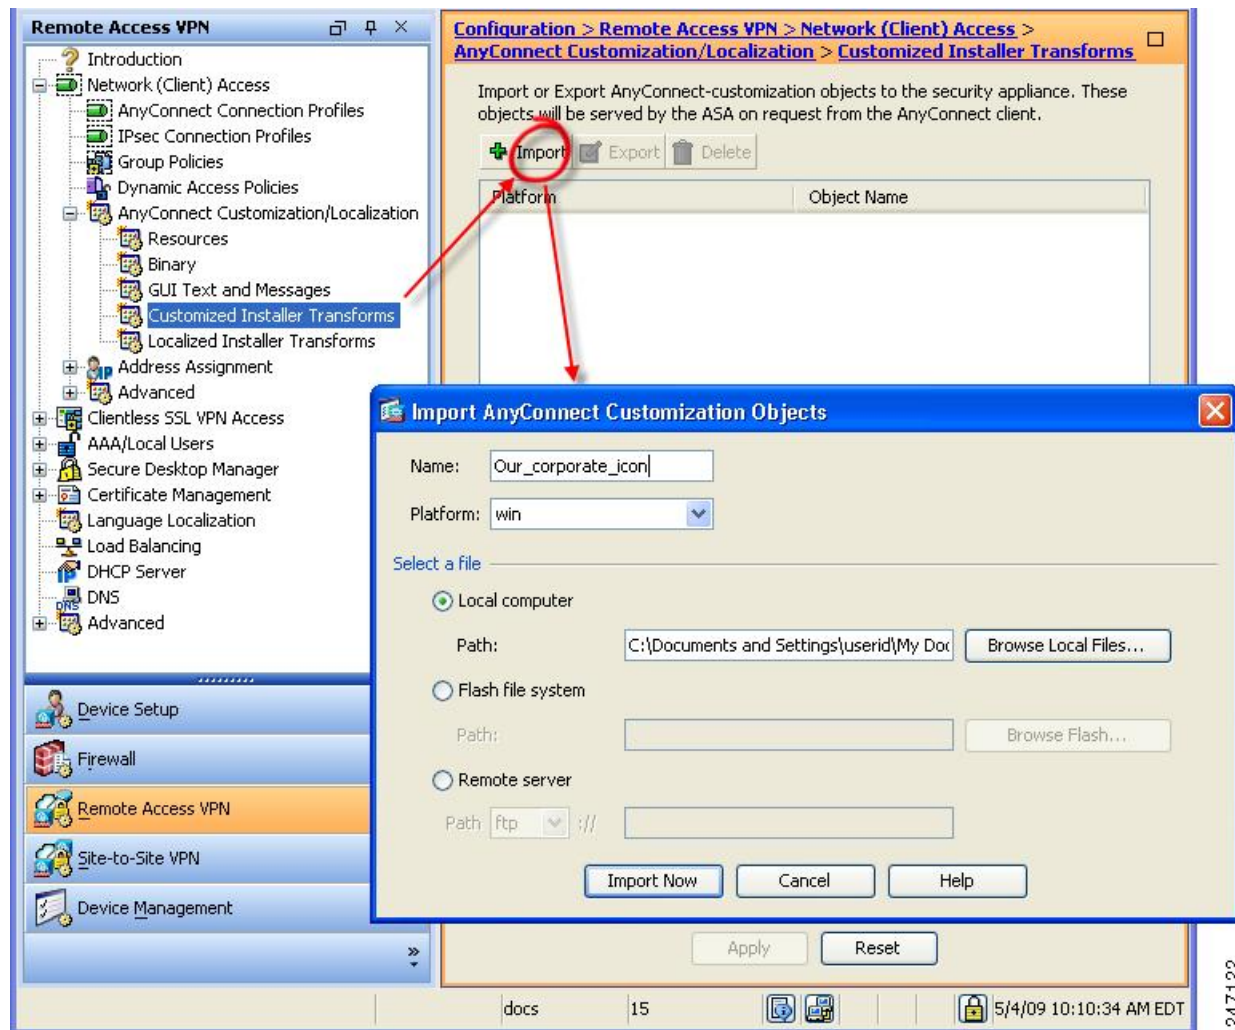 Remote Access VPN
Introduction
Network (Client) Access
AnyConnect Connection Profiles
IPsec Connection Profiles
Group Policies
Dynamic Access Policies
AnyConnect Customization/Localization
Resources
Binary
GUI Text and Messages
Customized Installer Transforms
Localized Installer Transforms
Address Assignment
Advanced
Clientless SSL VPN Access
AAA/Local Users
Secure Desktop Manager
Certificate Management
Language Localization
Load Balancing
DHCP Server
DNS
Advanced
Device Setup
Firewall
Remote Access VPN
Site-to-Site VPN
Device Management
Configuration > Remote Access VPN > Network (Client) Access >
AnyConnect Customization/Localization > Customized Installer Transforms
Import or Export AnyConnect-customization objects to the security appliance. These
objects will be served by the ASA on request from the AnyConnect client.
Import Export Delete
Platform Object Name
Import AnyConnect Customization Objects
Name: Our_corporate_icon
Platform: win
Select a file
Local computer
Path: C:\Documents and Settings\userid\My Doc Browse Local Files...
Flash file system
Path: Browse Flash...
Remote server
Path ftp ://
Import Now Cancel Help
Apply Reset
docs 15 5/4/09 10:10:34 AM EDT
247122